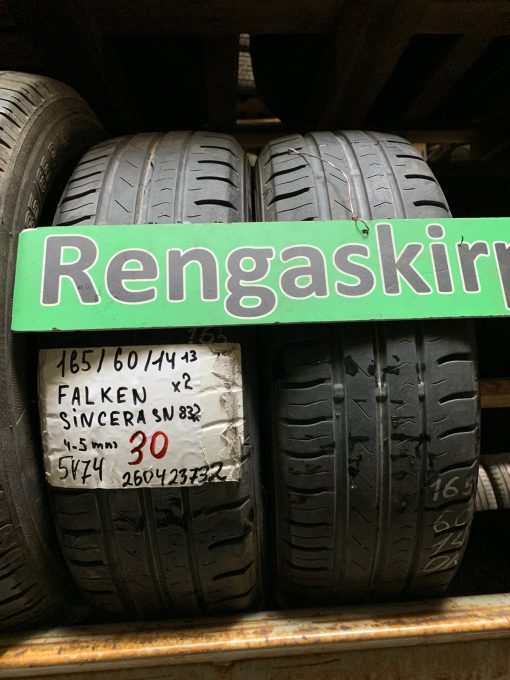 Rengaskirp
165/60/14 13
x2
FALKEN
SINCERA SN 832
4-5 mm 30
5474
260423732
165
60
14